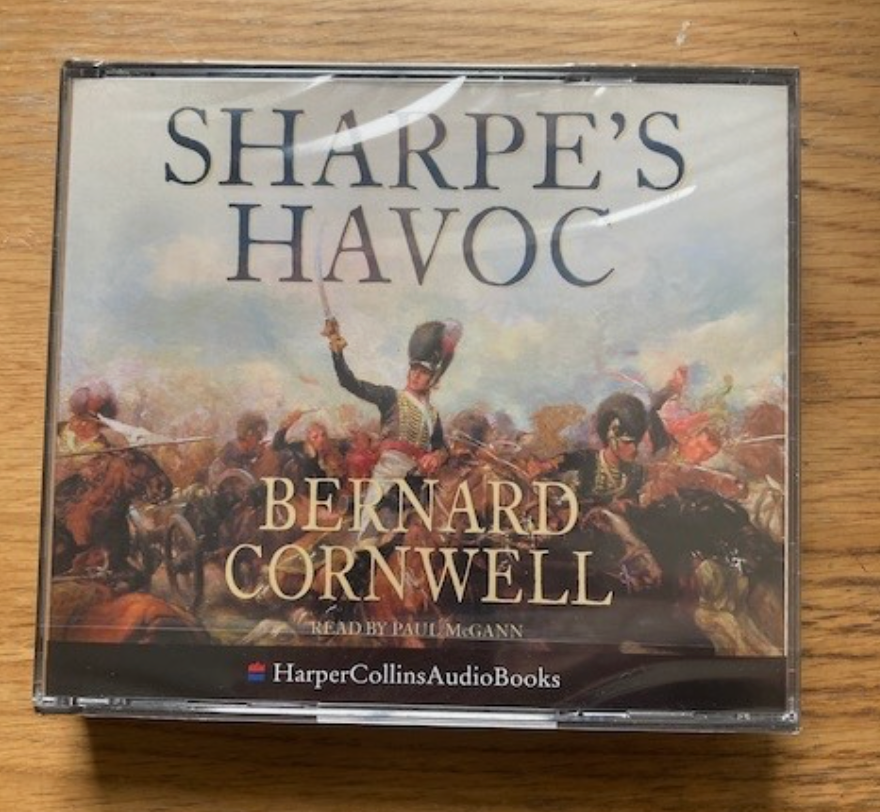 SHARPE'S
HAVOC
BERNARD
CORNWELL
READ BY PAUL McGANN
HarperCollinsAudioBooks